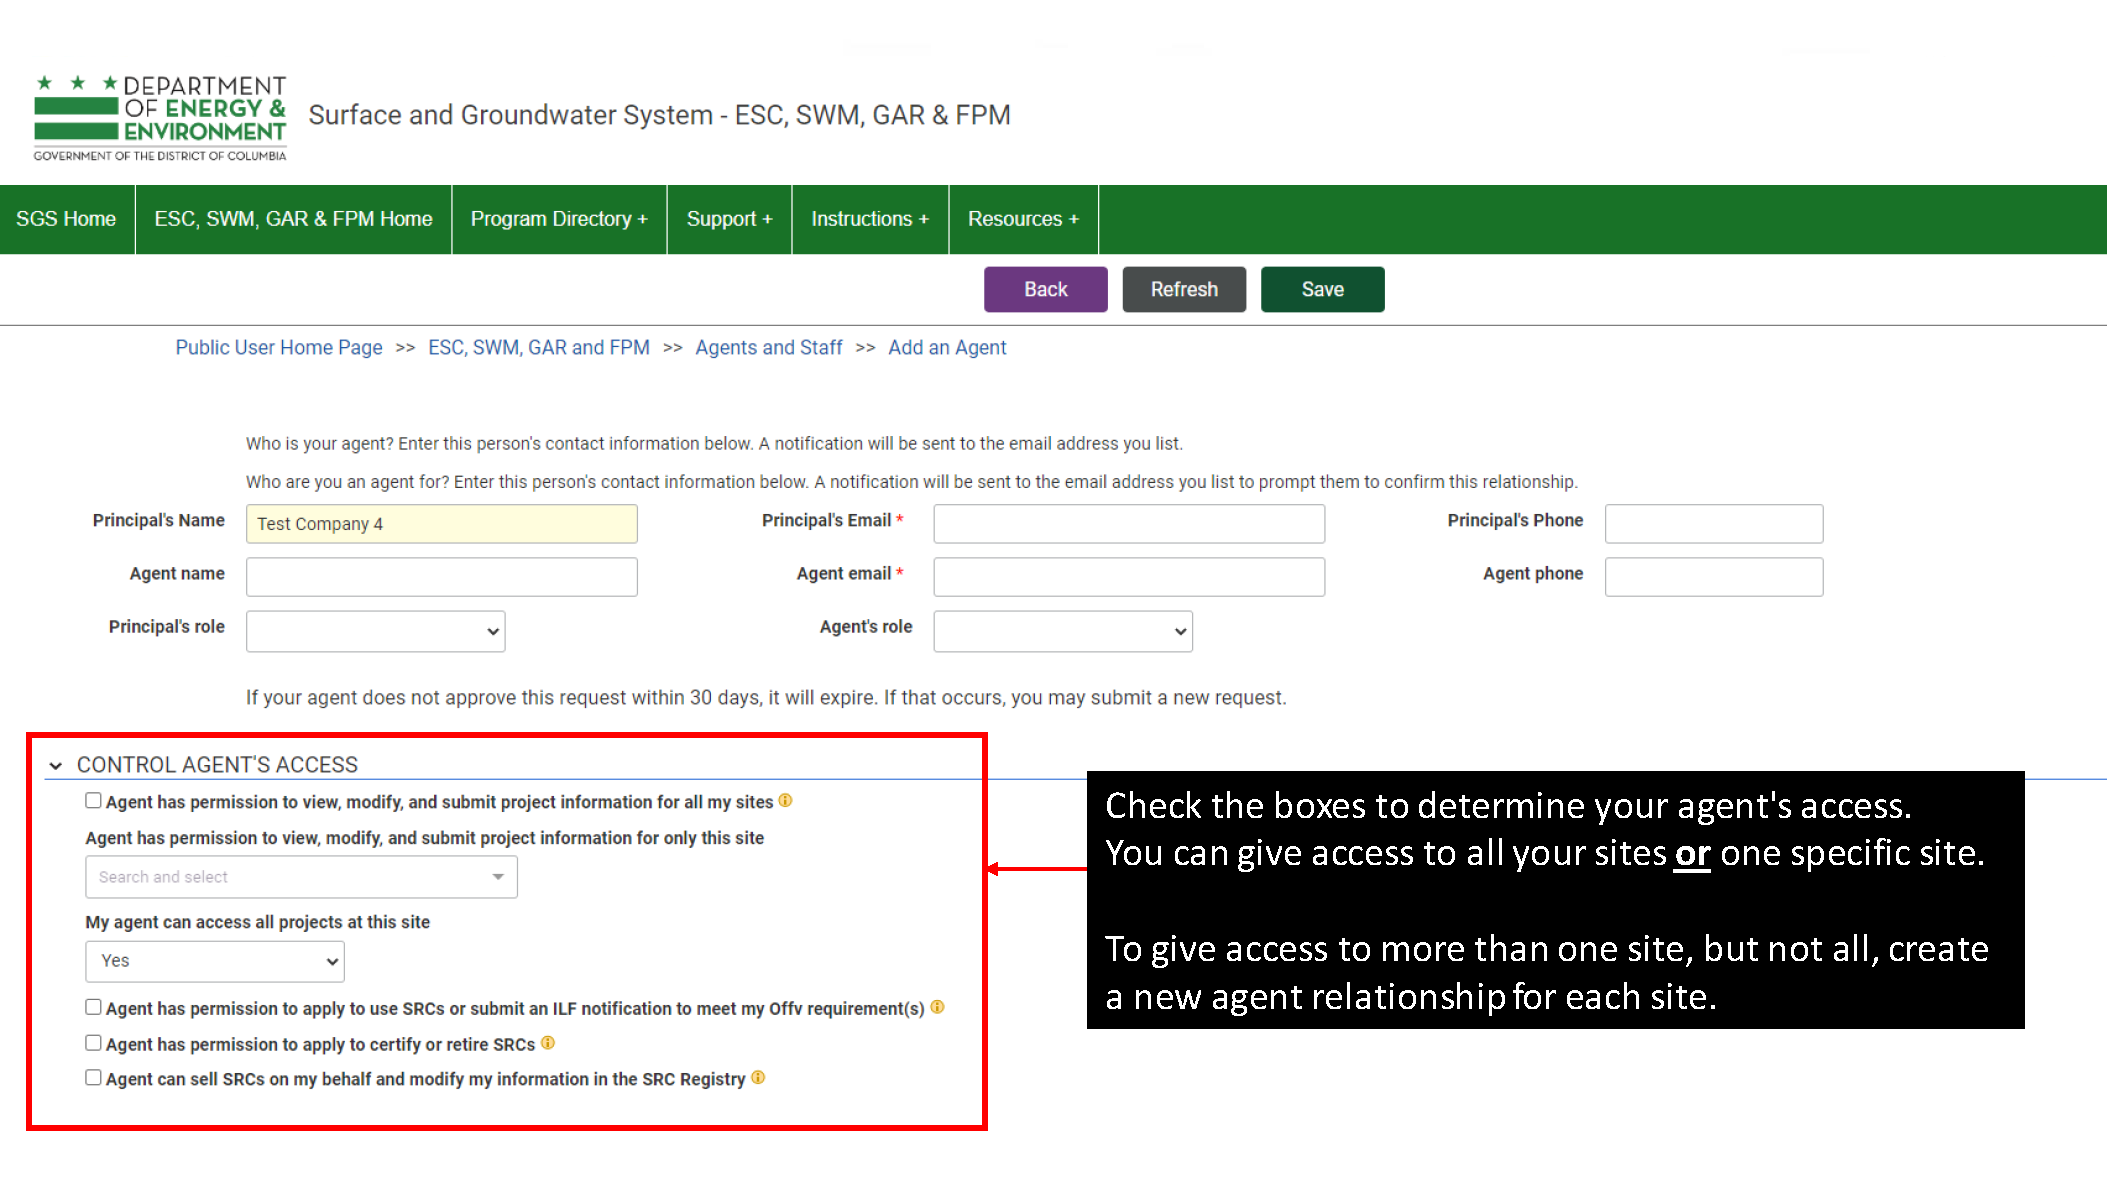 DEPARTMENT
OF ENERGY &
ENVIRONMENT
GOVERNMENT OF THE DISTRICT OF COLUMBIA
Surface and Groundwater System - ESC, SWM, GAR & FPM
SGS Home ESC, SWM, GAR & FPM Home Program Directory + Support + Instructions + Resources +
Back Refresh Save
Public User Home Page >> ESC, SWM, GAR and FPM >> Agents and Staff >> Add an Agent
Who is your agent? Enter this person's contact information below. A notification will be sent to the email address you list.
Who are you an agent for? Enter this person's contact information below. A notification will be sent to the email address you list to prompt them to confirm this relationship.
Principal's Name Test Company 4 Principal's Email * Principal's Phone
Agent name Agent email * Agent phone
Principal's role Agent's role
If your agent does not approve this request within 30 days, it will expire. If that occurs, you may submit a new request.
CONTROL AGENT'S ACCESS
Agent has permission to view, modify, and submit project information for all my sites
Agent has permission to view, modify, and submit project information for only this site
Search and select
My agent can access all projects at this site
Yes
Agent has permission to apply to use SRCs or submit an ILF notification to meet my Offv requirement(s)
Agent has permission to apply to certify or retire SRCs
Agent can sell SRCs on my behalf and modify my information in the SRC Registry
Check the boxes to determine your agent's access.
You can give access to all your sites or one specific site.
To give access to more than one site, but not all, create
a new agent relationship for each site.